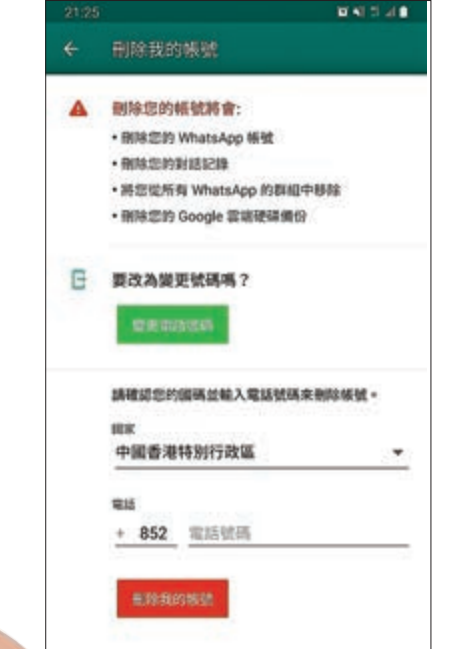 21:25
刪除我的帳號
刪除您的帳號將會:
• 刪除您的 WhatsApp 帳號
• 刪除您的對話記錄
• 將您從所有 WhatsApp 的群組中移除
• 刪除您的 Google 雲端硬碟備份
要改為變更號碼嗎？
變更電話號碼
請確認您的國碼並輸入電話號碼來刪除帳號。
國家
中國香港特別行政區
電話
+ 852 電話號碼
刪除我的帳號